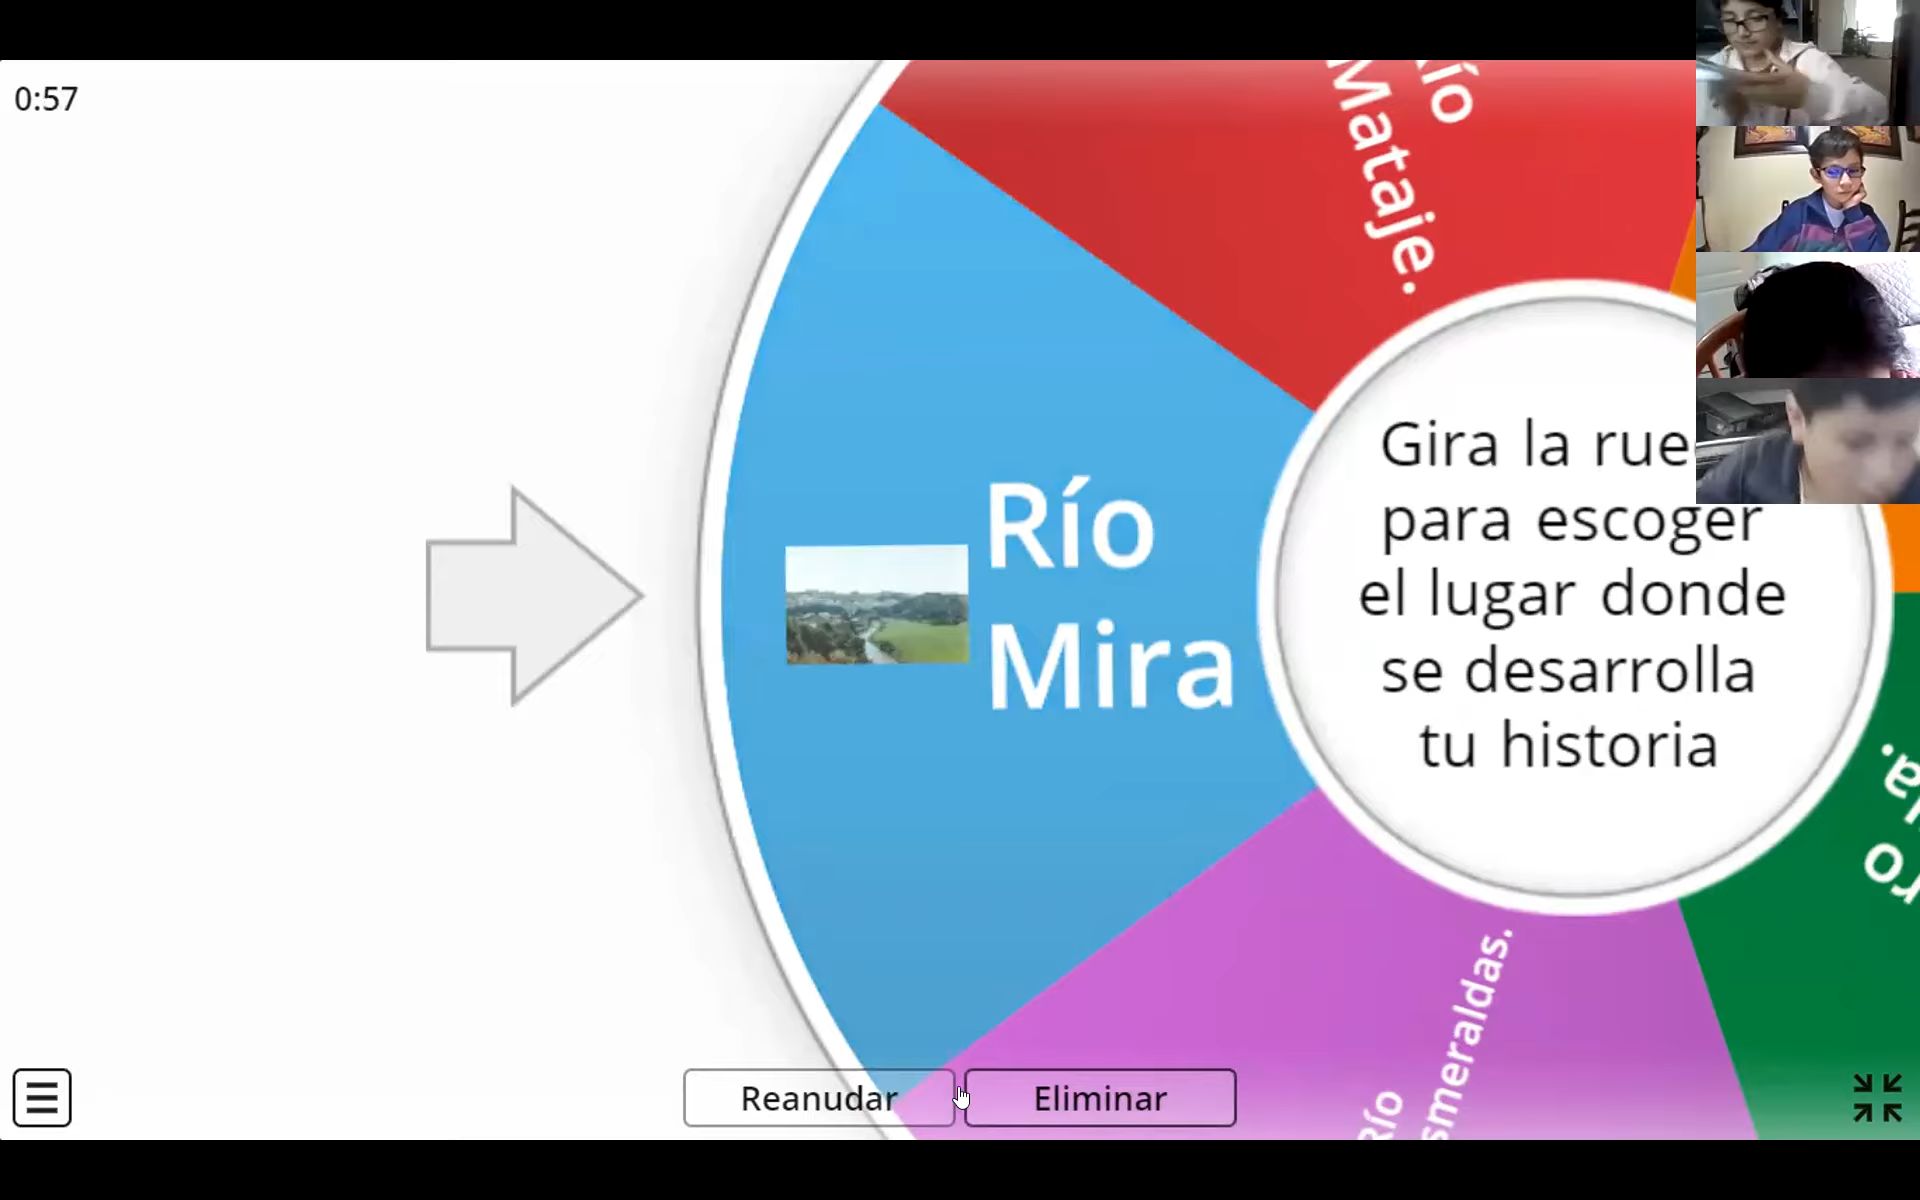 0:57
Río
Mataje.
Río
Mira
Gira la rue
para escoger
el lugar donde
se desarrolla
tu historia
Río
smeraldas.
Reanudar
Eliminar